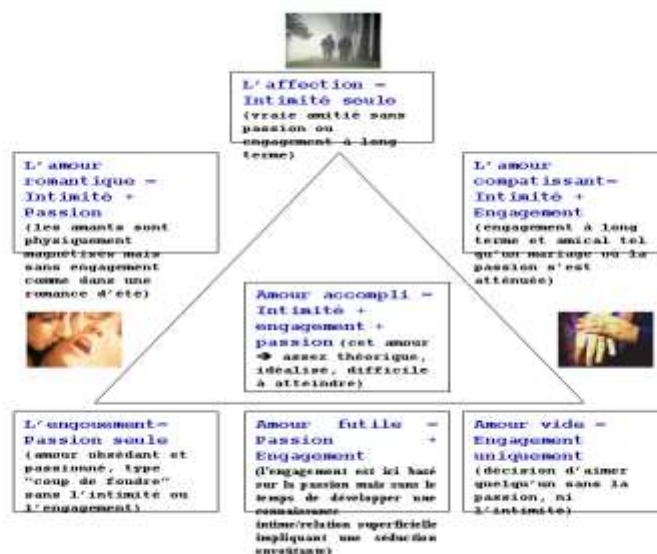 L'affection =
Intimité seule
(vraie amitié sans
passion ou
engagement à long
terme)
L'amour
romantique =
Intimité +
Passion
(les amants sont
physiquement
magnétisés mais
sans engagement
comme dans une
romance d'été)
L'amour
compatissant=
Intimité +
Engagement
(engagement à long
terme et amical tel
qu'un mariage où la
passion s'est
atténuée)
Amour accompli =
Intimité +
engagement +
passion (cet amour
➔ assez théorique,
idéalisé, difficile
à atteindre)
L'engouement=
Passion seule
(amour obsédant et
passionné, type
"coup de foudre"
sans l'intimité ou
l'engagement)
Amour futile =
Passion +
Engagement
(l'engagement est ici basé
sur la passion mais sans le
temps de développer une
connaissance
intime/relation superficielle
impliquant une séduction
envoûtante)
Amour vide =
Engagement
uniquement
(décision d'aimer
quelqu'un sans la
passion, ni
l'intimité)